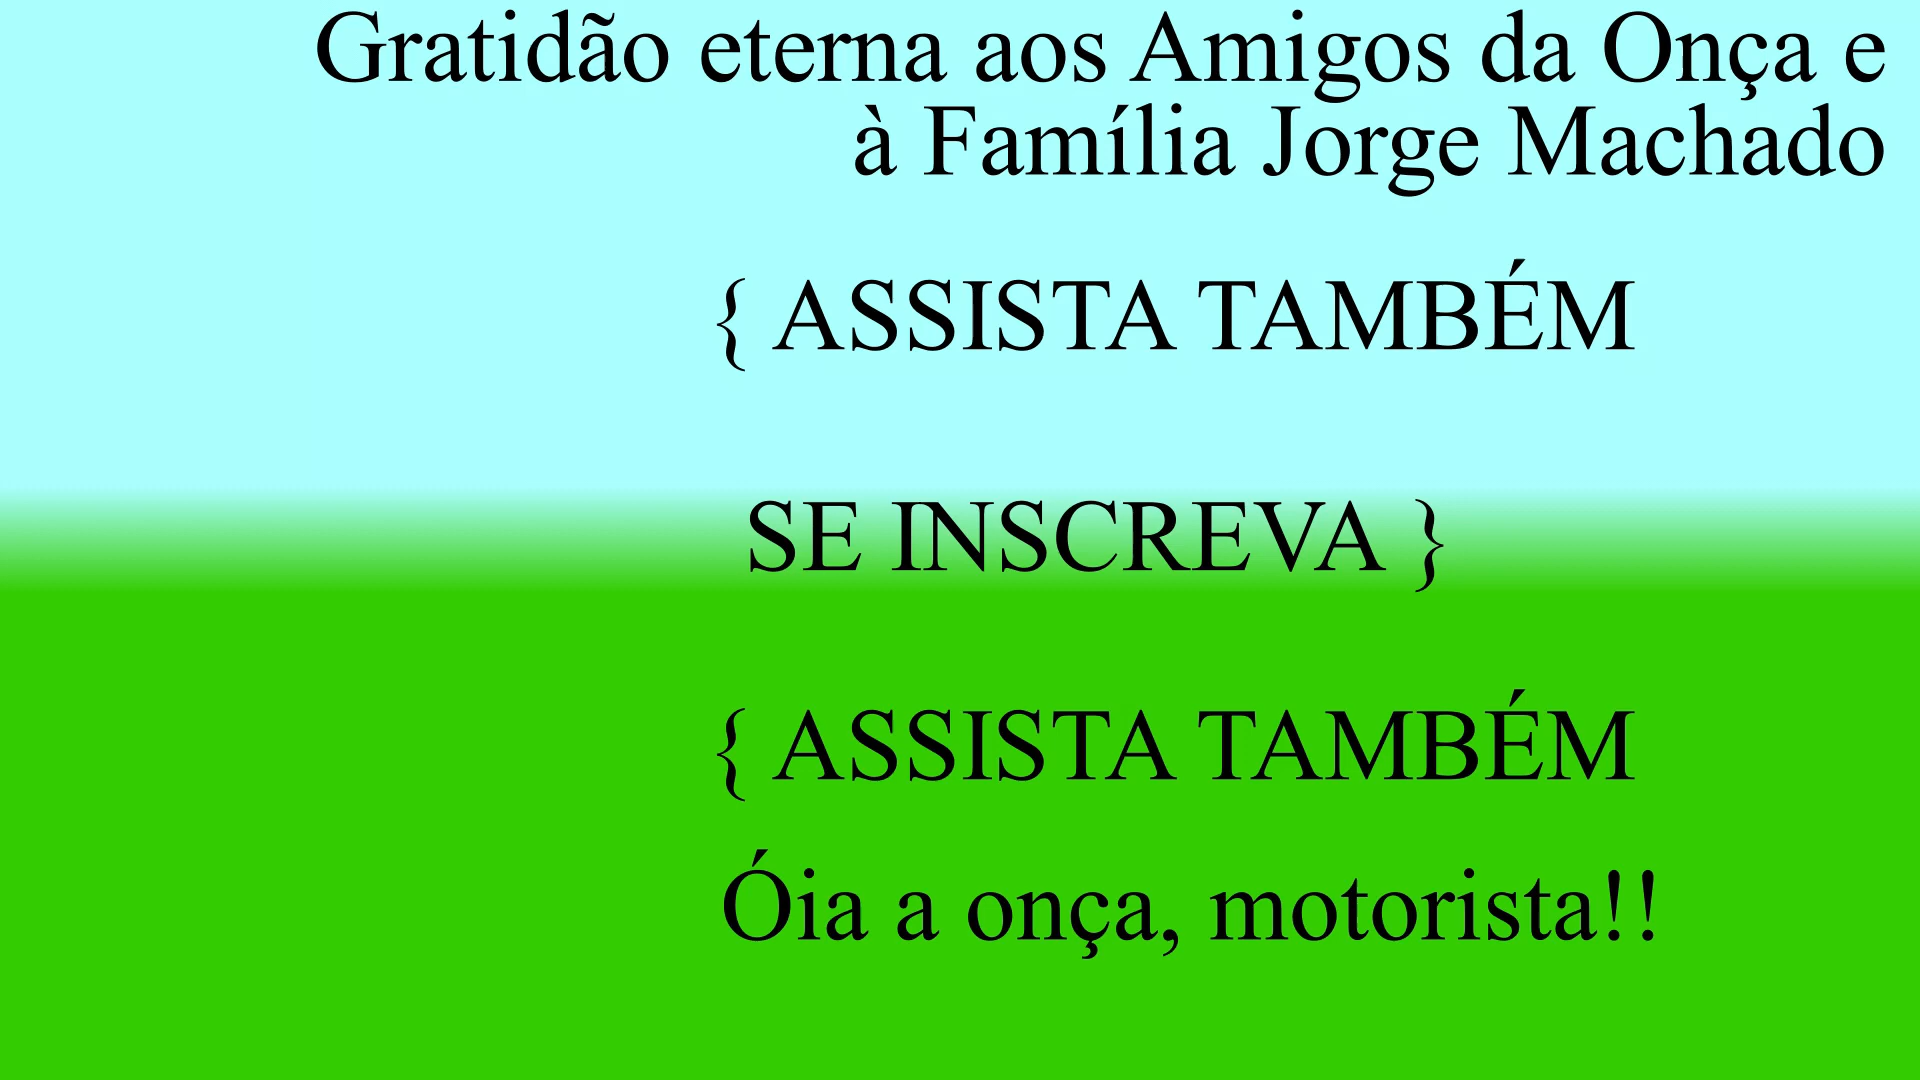 Gratidão eterna aos Amigos da Onça e
à Família Jorge Machado
{ ASSISTA TAMBÉM
SE INSCREVA }
{ ASSISTA TAMBÉM
Óia a onça, motorista!!